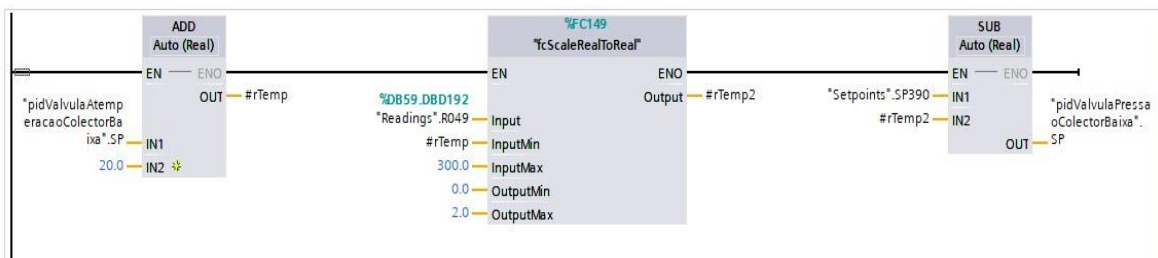 ADD
Auto (Real)
EN
ENO
OUT
#rTemp
"pidValvulaAtemp
eracaoColectorBa
ixa".SP
IN1
20.0
IN2
%FC149
"fcScaleRealToReal"
EN
ENO
%DB59.DBD192
"Readings".R049
Input
Output
#rTemp2
#rTemp
InputMin
300.0
InputMax
0.0
OutputMin
2.0
OutputMax
SUB
Auto (Real)
EN
ENO
"Setpoints".SP390
IN1
#rTemp2
IN2
OUT
"pidValvulaPressa
oColectorBaixa".
SP